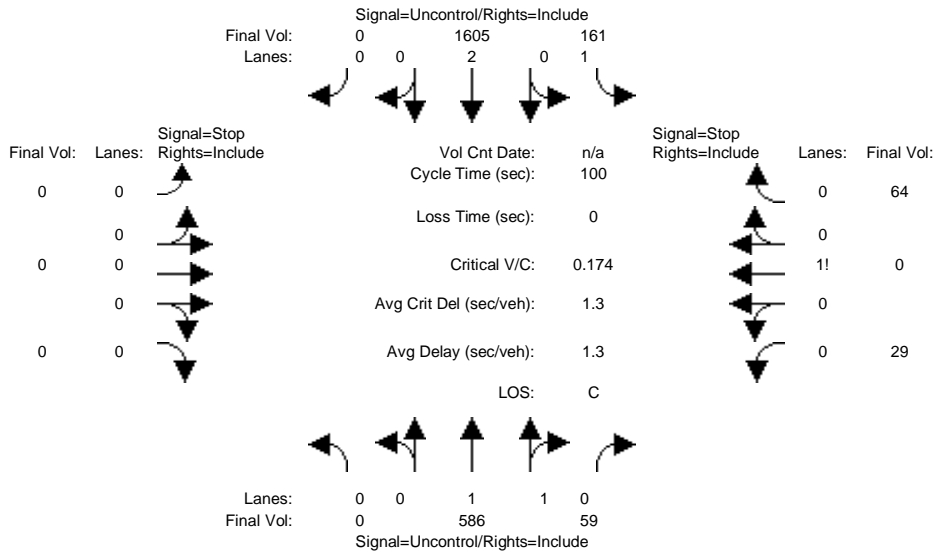 Signal=Uncontrol/Rights=Include
Final Vol: 0 1605 161
Lanes: 0 0 2 0 1
Signal=Stop Signal=Stop
Final Vol: Lanes: Rights=Include Vol Cnt Date: n/a Rights=Include Lanes: Final Vol:
Cycle Time (sec): 100
0 0 0 64
Loss Time (sec): 0
0 0
0 0 Critical V/C: 0.174 1! 0
0 Avg Crit Del (sec/veh): 1.3 0
0 0 Avg Delay (sec/veh): 1.3 0 29
LOS: C
Lanes: 0 0 1 1 0
Final Vol: 0 586 59
Signal=Uncontrol/Rights=Include